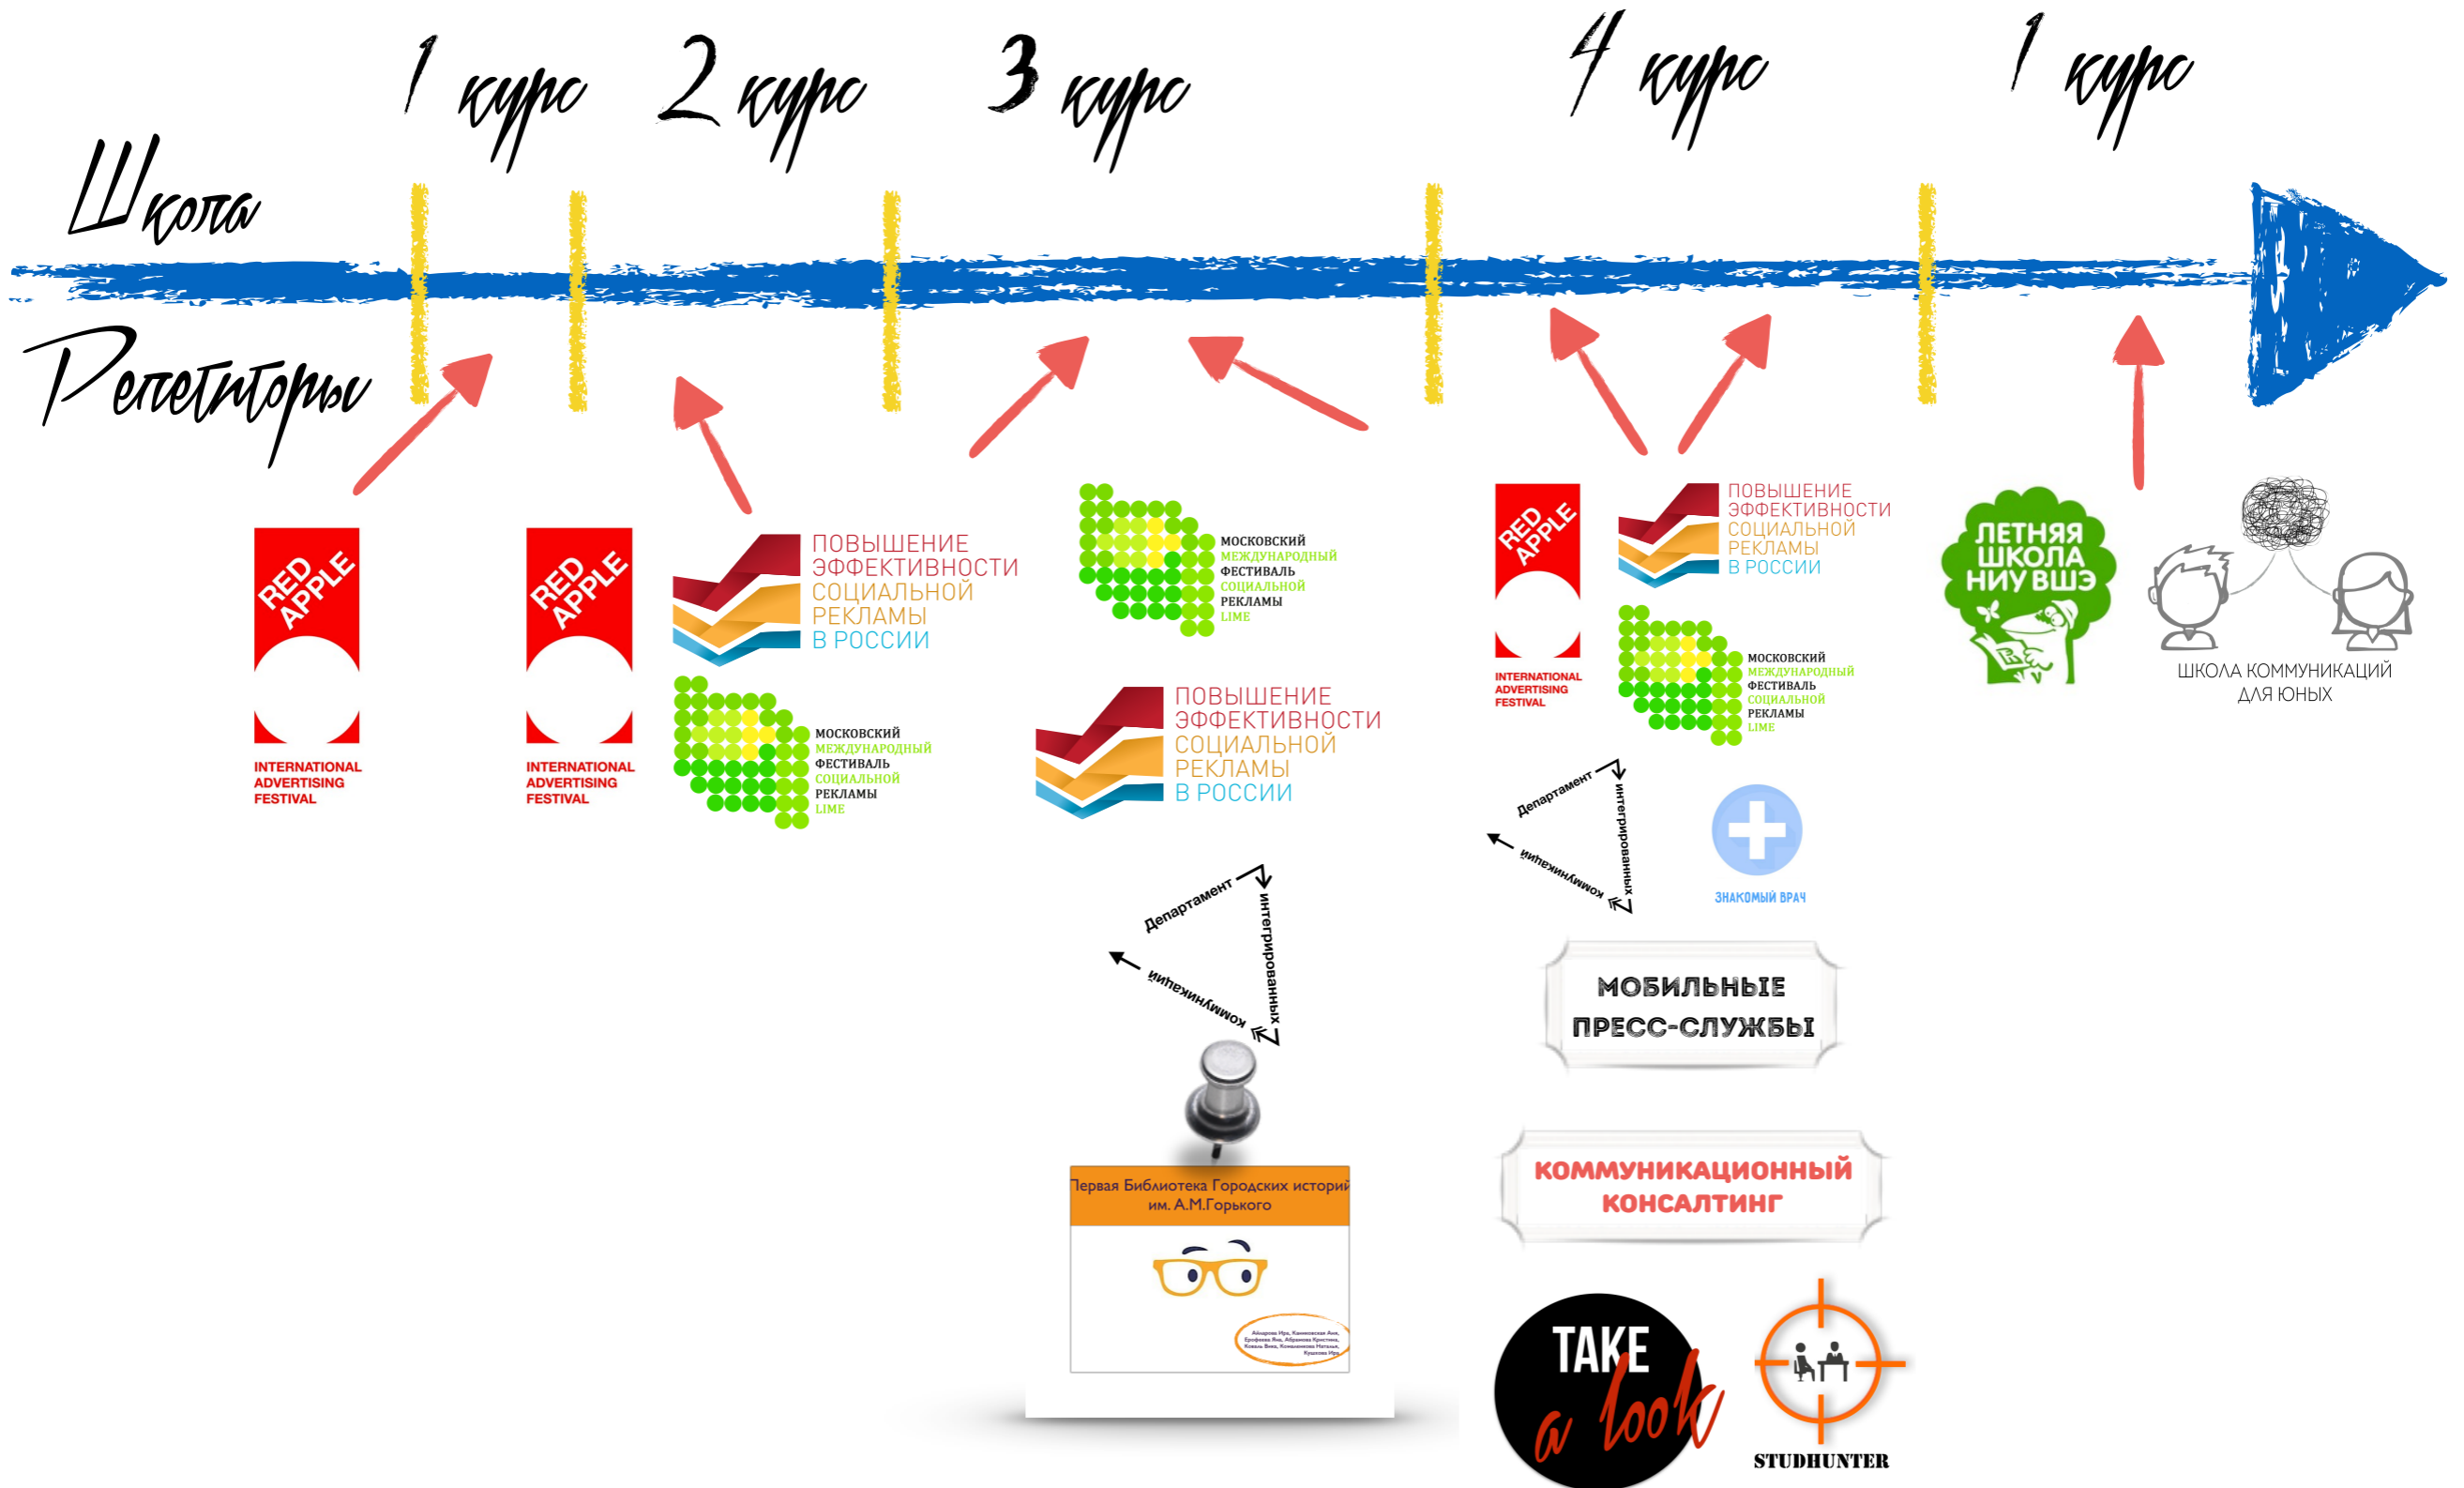 1 курс
2 курс
3 курс
4 курс
1 курс
Школа
Репетиторы
RED
APPLE
INTERNATIONAL
ADVERTISING
FESTIVAL
RED
APPLE
INTERNATIONAL
ADVERTISING
FESTIVAL
ПОВЫШЕНИЕ
ЭФФЕКТИВНОСТИ
СОЦИАЛЬНОЙ
РЕКЛАМЫ
В РОССИИ
МОСКОВСКИЙ
МЕЖДУНАРОДНЫЙ
ФЕСТИВАЛЬ
СОЦИАЛЬНОЙ
РЕКЛАМЫ
LIME
МОСКОВСКИЙ
МЕЖДУНАРОДНЫЙ
ФЕСТИВАЛЬ
СОЦИАЛЬНОЙ
РЕКЛАМЫ
LIME
ПОВЫШЕНИЕ
ЭФФЕКТИВНОСТИ
СОЦИАЛЬНОЙ
РЕКЛАМЫ
В РОССИИ
Департамент
интегрированных
коммуникаций
Первая Библиотека Городских историй
им. А.М.Горького
Ерофеева Яна, Абрамова Кристина,
RED
APPLE
INTERNATIONAL
ADVERTISING
FESTIVAL
ПОВЫШЕНИЕ
ЭФФЕКТИВНОСТИ
СОЦИАЛЬНОЙ
РЕКЛАМЫ
В РОССИИ
МОСКОВСКИЙ
МЕЖДУНАРОДНЫЙ
ФЕСТИВАЛЬ
СОЦИАЛЬНОЙ
РЕКЛАМЫ
LIME
Департамент
интегрированных
коммуникаций
ЗНАКОМЫЙ ВРАЧ
МОБИЛЬНЫЕ
ПРЕСС-СЛУЖБЫ
КОММУНИКАЦИОННЫЙ
КОНСАЛТИНГ
TAKE
a look
STUDHUNTER
ЛЕТНЯЯ
ШКОЛА
НИУ ВШЭ
ШКОЛА КОММУНИКАЦИЙ
ДЛЯ ЮНЫХ